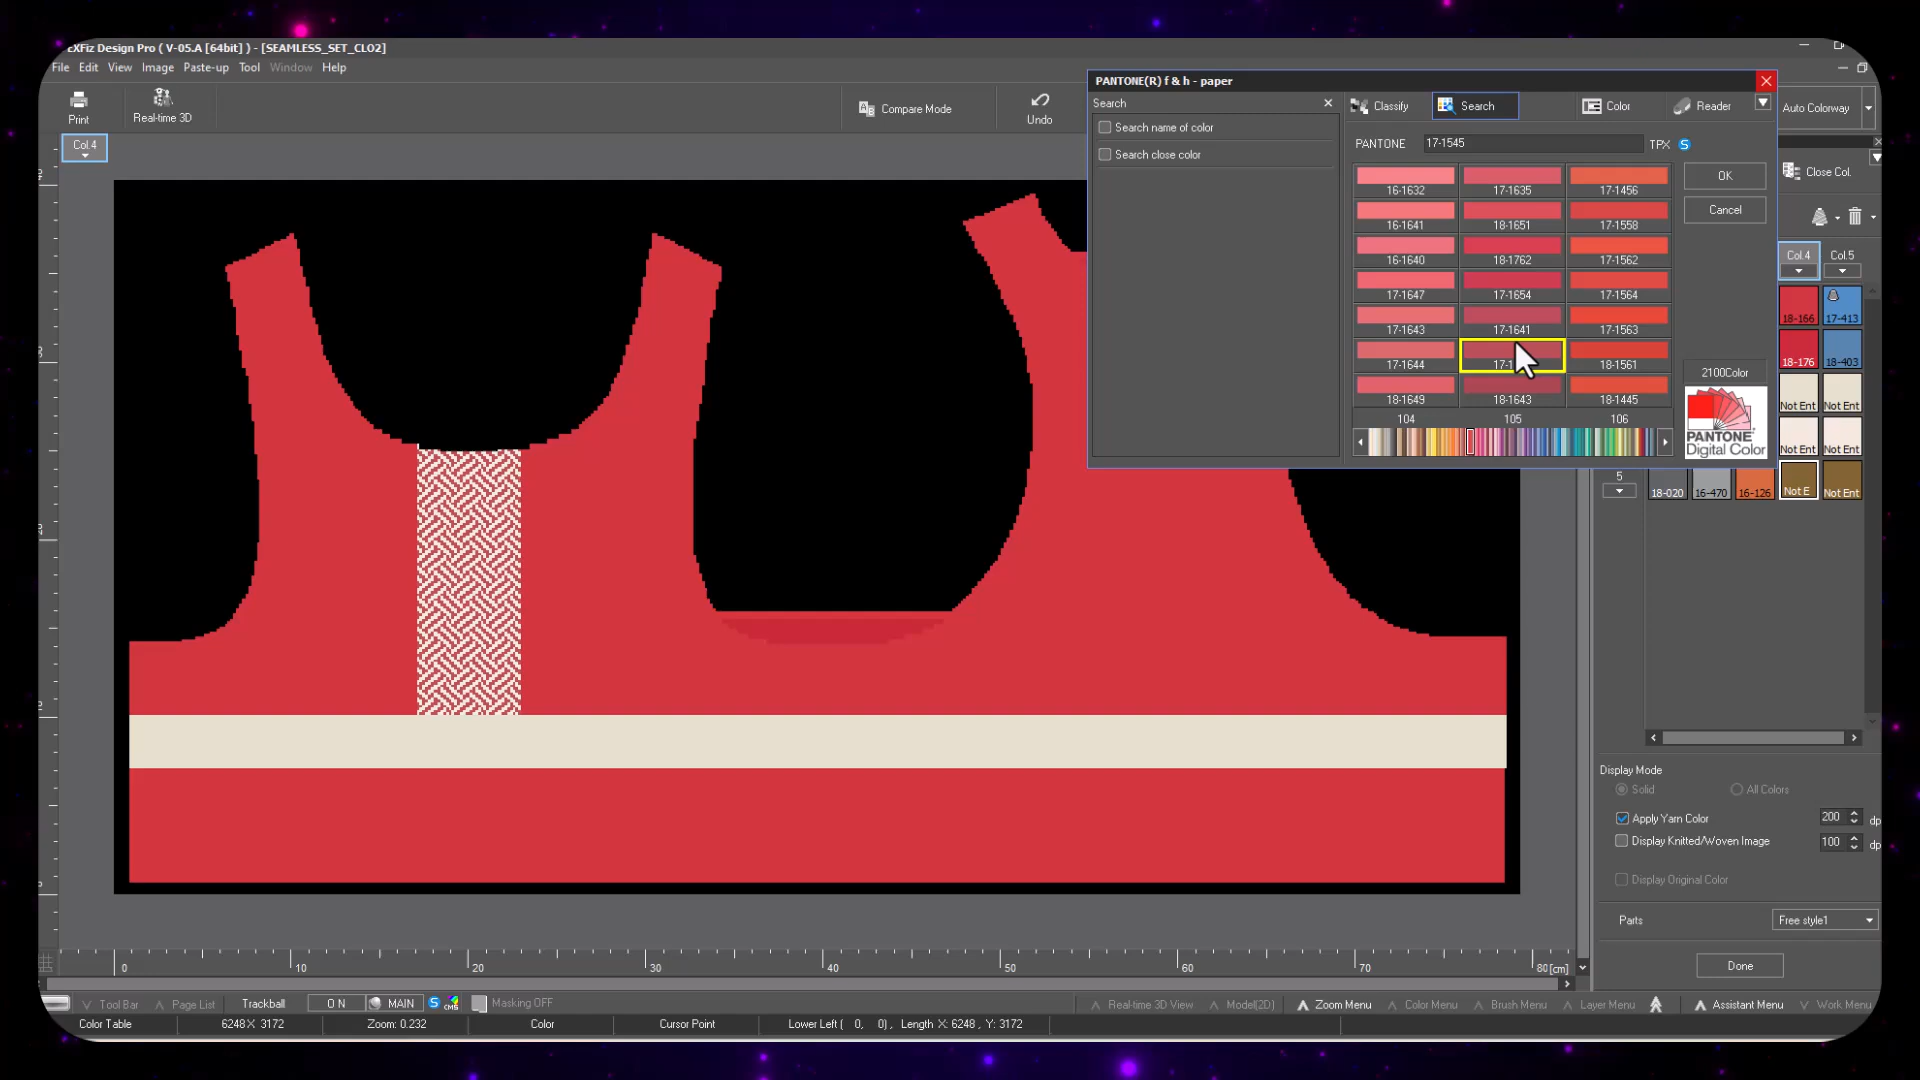 Design Pro ( V-05.A [64bit] ) - [SEAMLESS_SET_CLO2]
File Edit View Image Paste-up Tool Window Help
Print
Real-time 3D
Compare Mode
Undo
Auto Colorway
Col.4
PANTONE(R) f & h - paper
Search
Search name of color
Search close color
Classify
Search
Color
Reader
PANTONE
17-1545
TPX
OK
Cancel
16-1632 17-1635 17-1456
16-1641 18-1651 17-1558
16-1640 18-1762 17-1562
17-1647 17-1654 17-1564
17-1643 17-1641 17-1563
17-1644 18-1561
18-1649 18-1643 18-1445
104 105 106
2100Color
PANTONE®
Digital Color
Close Col.
Col.4 Col.5
18-166 17-413
18-176 18-403
Not Ent Not Ent
Not Ent Not Ent
5 18-020 16-470 16-126 Not E Not Ent
Display Mode
Solid
All Colors
Apply Yarn Color
200
Display Knitted/Woven Image
100
Display Original Color
Parts
Free style1
Done
0 10 20 30 40 50 60 70 80 [cm]
Tool Bar Page List Trackball O N MAIN S CMS Masking OFF
Real-time 3D View Model(2D) Zoom Menu Color Menu Brush Menu Layer Menu Assistant Menu Work Menu
Color Table 6248 X 3172 Zoom: 0.232 Color Cursor Point Lower Left ( 0, 0), Length X: 6248 , Y: 3172